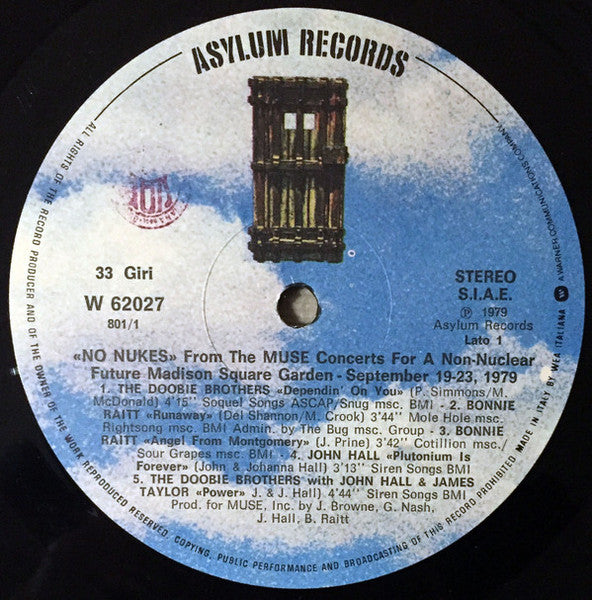 ASYLUM RECORDS
33 Giri
W 62027
801/1
STEREO
S.I.A.E.
Ⓟ 1979
Asylum Records
Lato 1
«NO NUKES» From The MUSE Concerts For A Non-Nuclear
Future Madison Square Garden - September 19-23, 1979
1. THE DOOBIE BROTHERS «Dependin' On You» (P. Simmons/M.
McDonald) 4'15" Soquel Songs ASCAP/Snug msc. BMI - 2. BONNIE
RAITT «Runaway» (Del Shannon/M. Crook) 3'44" Mole Hole msc.
Rightsong msc. BMI Admin. by The Bug msc. Group - 3. BONNIE
RAITT «Angel From Montgomery» (J. Prine) 3'42" Cotillion msc./
Sour Grapes msc. BMI - 4. JOHN HALL «Plutonium Is
Forever» (John & Johanna Hall) 3'13" Siren Songs BMI
5. THE DOOBIE BROTHERS with JOHN HALL & JAMES
TAYLOR «Power» J. & J. Hall) 4'44" Siren Songs BMI
Prod. for MUSE, Inc. by J. Browne, G. Nash,
J. Hall, B. Raitt
ALL RIGHTS OF THE RECORD PRODUCER AND OF THE OWNER OF THE WORK REPRODUCED RESERVED. COPYING, PUBLIC PERFORMANCE AND BROADCASTING OF THIS RECORD PROHIBITED. MADE IN ITALY BY WEA ITALIANA A WARNER COMMUNICATIONS COMPANY